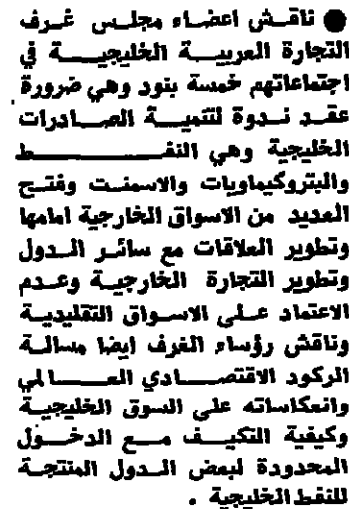 ● ناقش اعضاء مجلس غرف
التجارة العربية الخليجية في
اجتماعاتهم خمسة بنود وهي ضرورة
عقد ندوة لتنمية الصادرات
الخليجية وهي النفط
والبتروكيماويات والاسمنت وفتح
العديد من الاسواق الخارجية امامها
وتطوير العلاقات مع سائر الدول
وتطوير التجارة الخارجية وعدم
الاعتماد على الاسواق التقليدية
وناقش رؤساء الغرف ايضا مسالة
الركود الاقتصادي العالمي
وانعكاساته على السوق الخليجية
وكيفية التكيف مع الدخول
المحدودة لبعض الدول المنتجة
للنفط الخليجية .